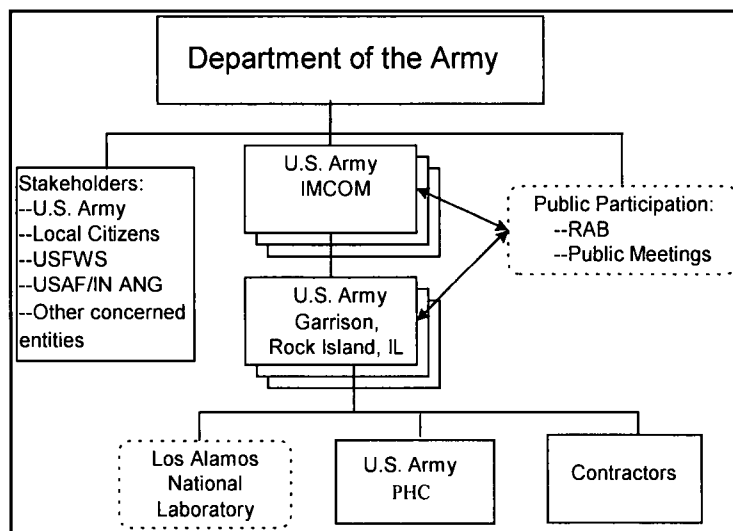 Department of the Army
Stakeholders:
--U.S. Army
--Local Citizens
--USFWS
--USAF/IN ANG
--Other concerned
entities
U.S. Army
IMCOM
Public Participation:
--RAB
--Public Meetings
U.S. Army
Garrison,
Rock Island, IL
Los Alamos
National
Laboratory
U.S. Army
PHC
Contractors